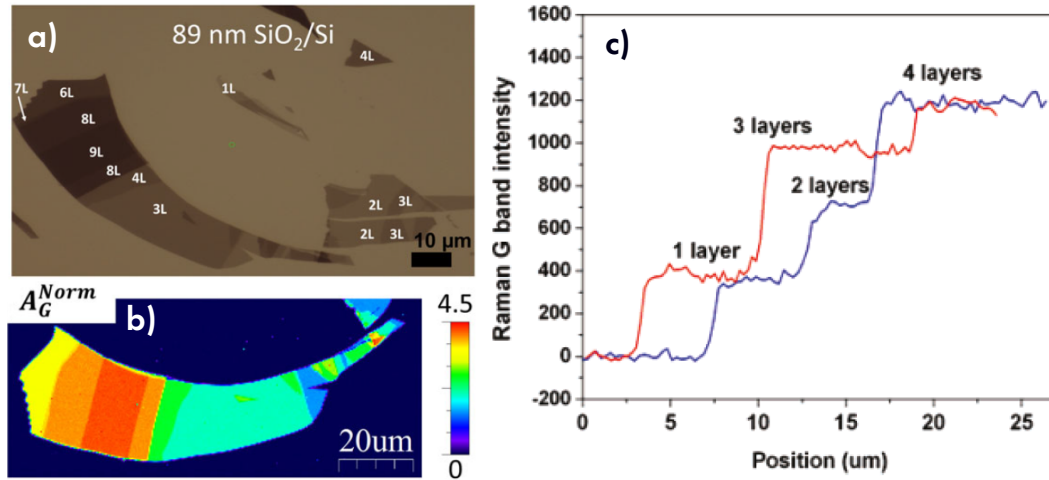 a)
89 nm SiO₂/Si
4L
1L
7L
6L
8L
9L
8L
4L
3L
2L
3L
2L
3L
10 µm
A_G^Norm
b)
4.5
0
20um
c)
Raman G band intensity
1600
1400
1200
1000
800
600
400
200
0
-200
4 layers
3 layers
2 layers
1 layer
0
5
10
15
20
25
Position (um)